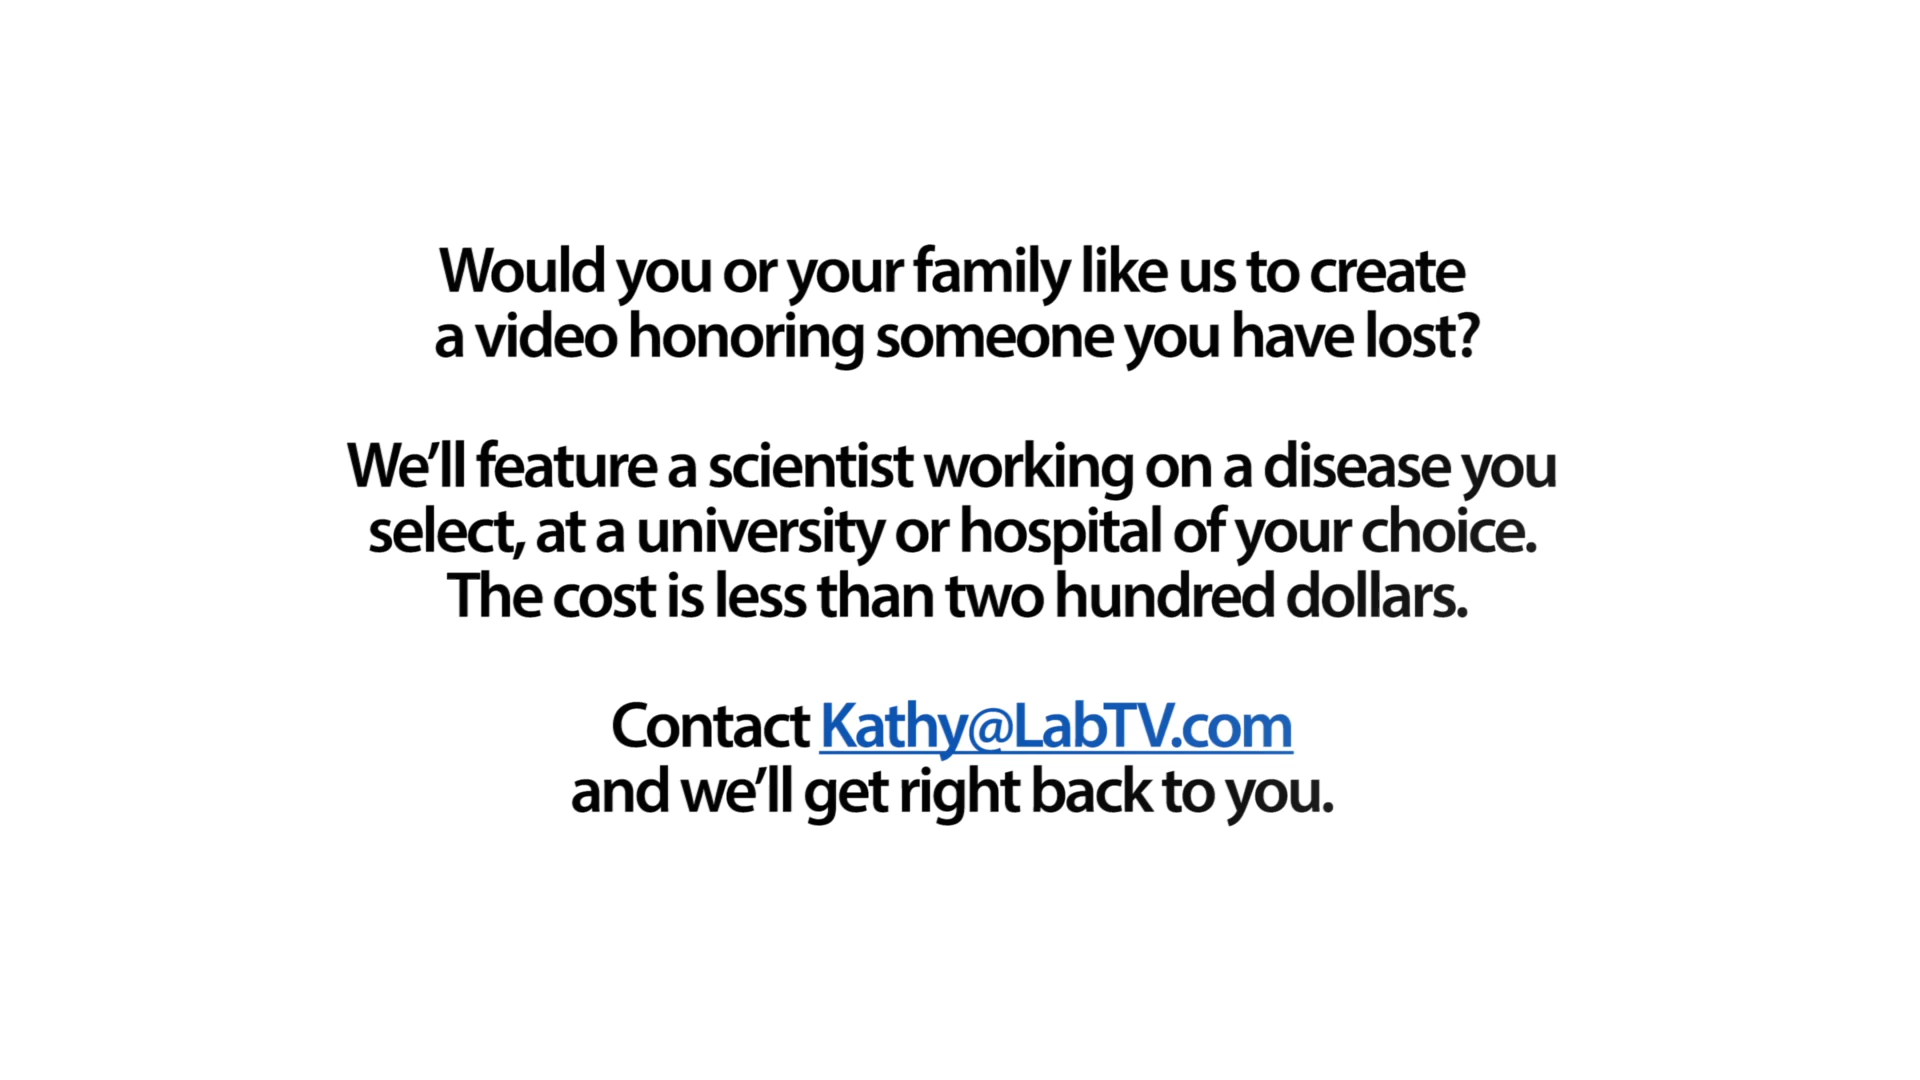 Would you or your family like us to create
a video honoring someone you have lost?
We’ll feature a scientist working on a disease you
select, at a university or hospital of your choice.
The cost is less than two hundred dollars.
Contact Kathy@LabTV.com
and we’ll get right back to you.